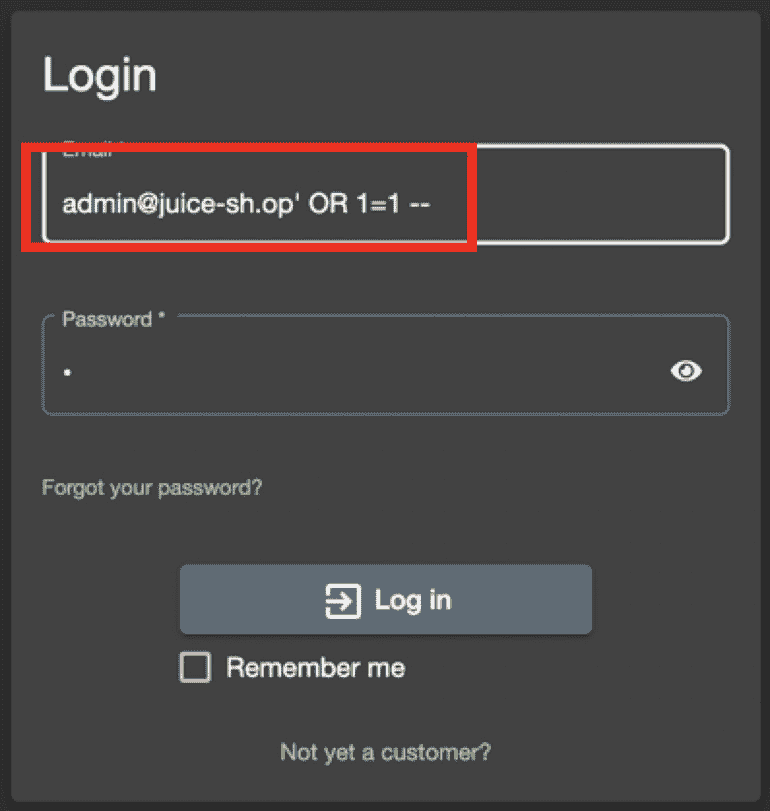 Login
admin@juice-sh.op' OR 1=1 --
Password *
•
Forgot your password?
Log in
Remember me
Not yet a customer?